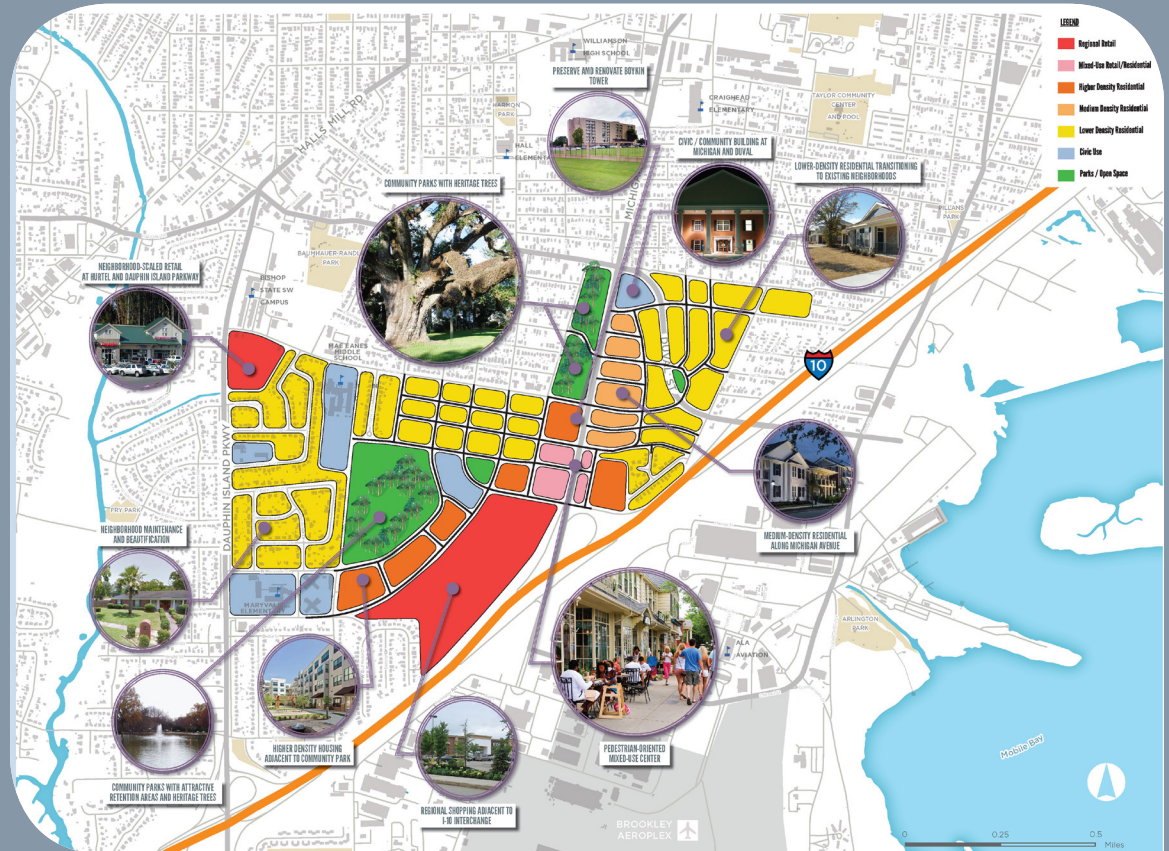 LEGEND
Regional Retail
Mixed-Use Retail/Residential
Higher Density Residential
Medium Density Residential
Lower Density Residential
Civic Use
Parks / Open Space
WILLIAMSON
HIGH SCHOOL
PRESERVE AND RENOVATE BOYKIN
TOWER
HARMON
PARK
CRAIGHEAD
ELEMENTARY
TAYLOR COMMUNITY
CENTER
AND POOL
HALLS MILL RD
HALL
CIVIC / COMMUNITY BUILDING AT
MICHIGAN AND DUVAL
LOWER-DENSITY RESIDENTIAL TRANSITIONING
TO EXISTING NEIGHBORHOODS
COMMUNITY PARKS WITH HERITAGE TREES
PARK
BAUMHAUER-RANDL
PARK
NEIGHBORHOOD-SCALED RETAIL
AT HURTEL AND DAUPHIN ISLAND PARKWAY
BISHOP
STATE SW
CAMPUS
MAE EANES
MIDDLE
SCHOOL
10
DAUPHIN ISLAND PKWY
FRY PARK
NEIGHBORHOOD MAINTENANCE
AND BEAUTIFICATION
MEDIUM-DENSITY RESIDENTIAL
ALONG MICHIGAN AVENUE
MARYVALE
ELEMENTARY
ARLINGTON
PARK
ALA
AVIATION
HIGHER DENSITY HOUSING
ADJACENT TO COMMUNITY PARK
PEDESTRIAN-ORIENTED
MIXED-USE CENTER
Mobile Bay
COMMUNITY PARKS WITH ATTRACTIVE
RETENTION AREAS AND HERITAGE TREES
REGIONAL SHOPPING ADJACENT TO
I-10 INTERCHANGE
BROOKLEY
AEROPLEX
0 0.25 0.5
Miles